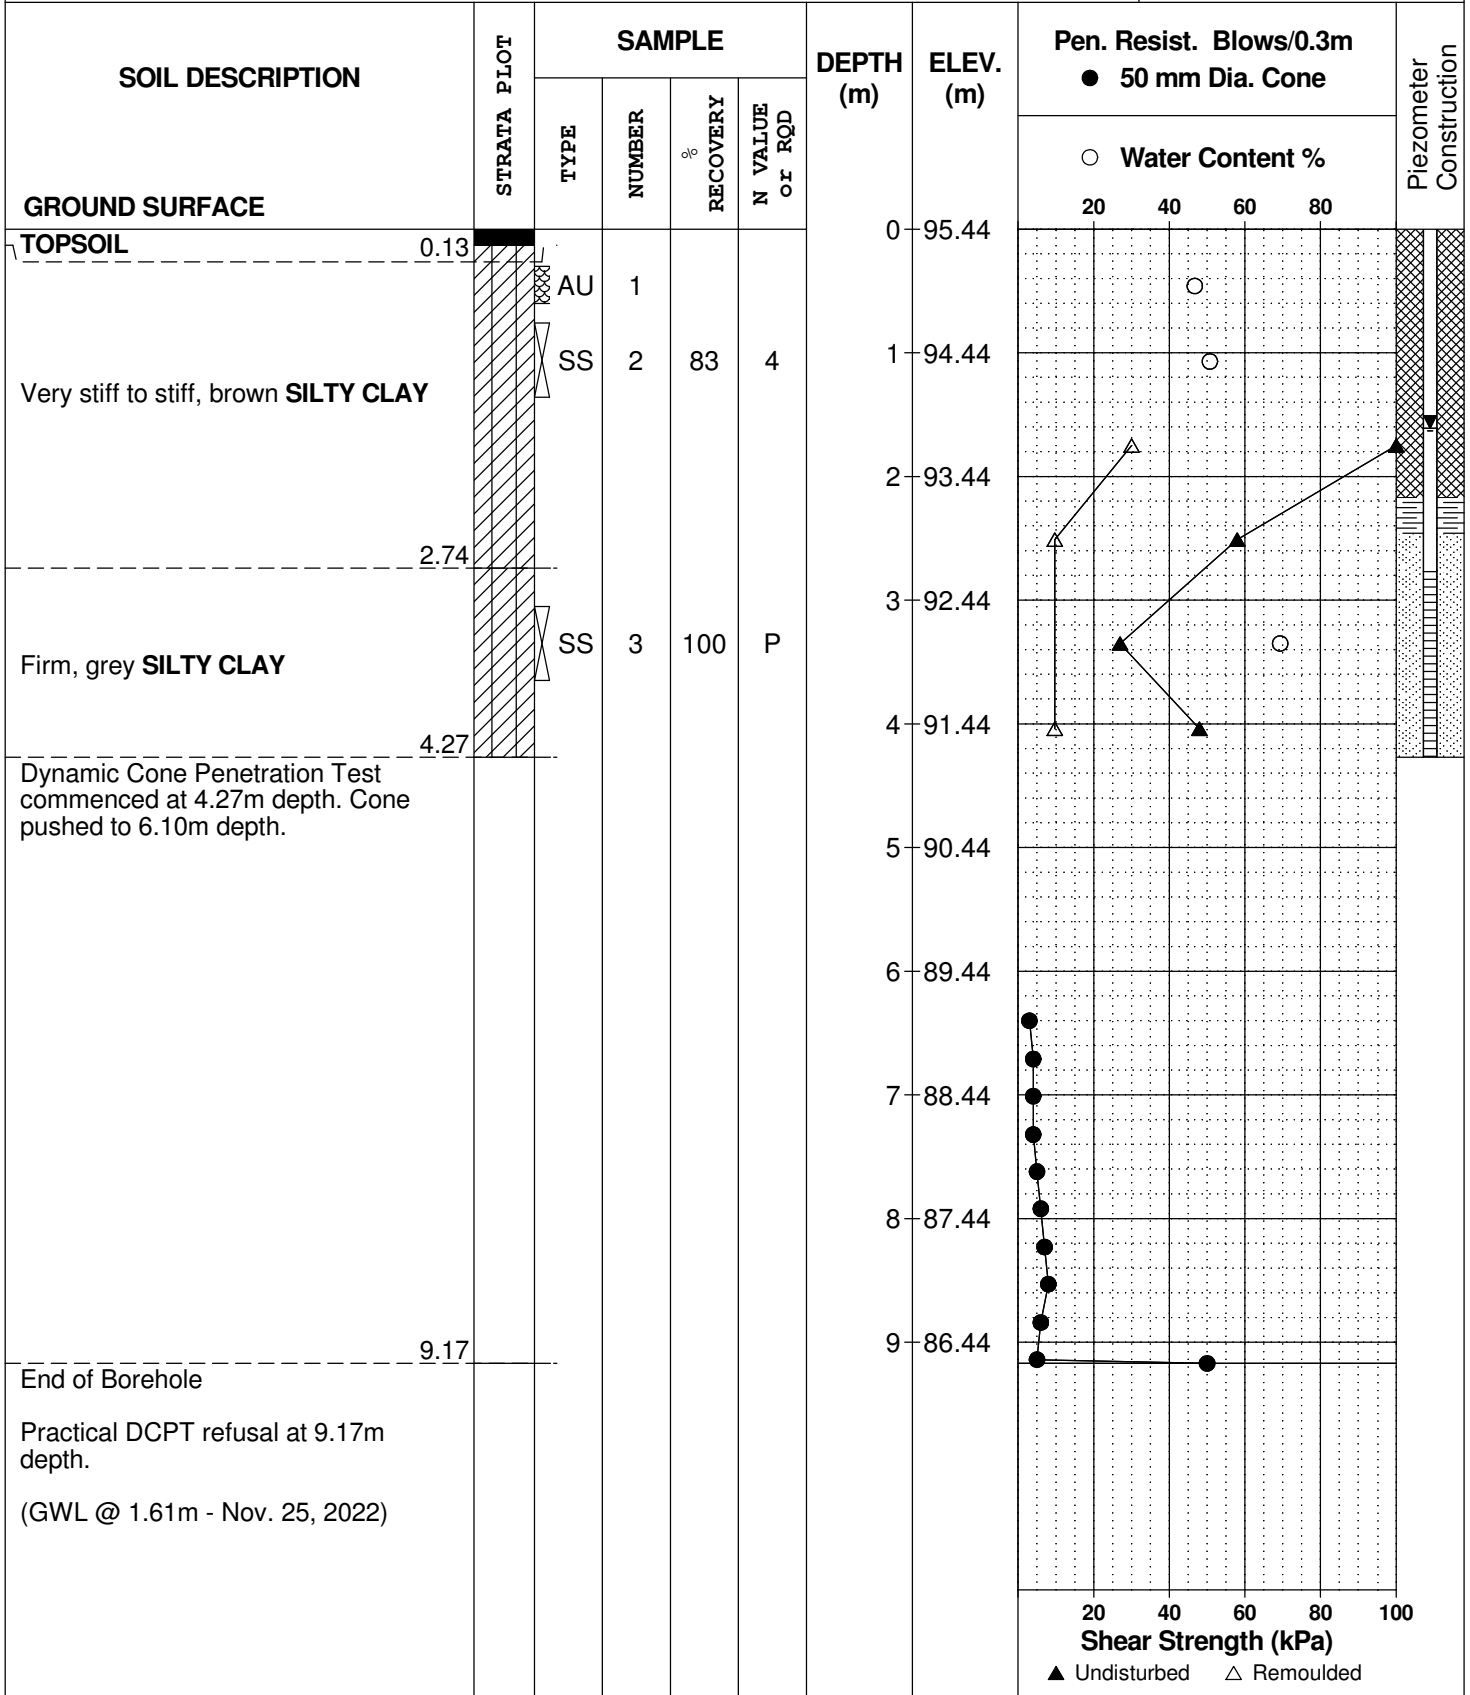 SOIL DESCRIPTION
GROUND SURFACE
STRATA PLOT
SAMPLE
TYPE
NUMBER
%
RECOVERY
N VALUE
or RQD
DEPTH
(m)
ELEV.
(m)
Pen. Resist. Blows/0.3m
● 50 mm Dia. Cone
○ Water Content %
20 40 60 80
Piezometer
Construction
TOPSOIL 0.13
0 95.44
AU 1
SS 2 83 4
1 94.44
Very stiff to stiff, brown SILTY CLAY
2 93.44
2.74
3 92.44
SS 3 100 P
Firm, grey SILTY CLAY
4 91.44
4.27
Dynamic Cone Penetration Test
commenced at 4.27m depth. Cone
pushed to 6.10m depth.
5 90.44
6 89.44
7 88.44
8 87.44
9 86.44
9.17
End of Borehole
Practical DCPT refusal at 9.17m
depth.
(GWL @ 1.61m - Nov. 25, 2022)
20 40 60 80 100
Shear Strength (kPa)
▲ Undisturbed △ Remoulded